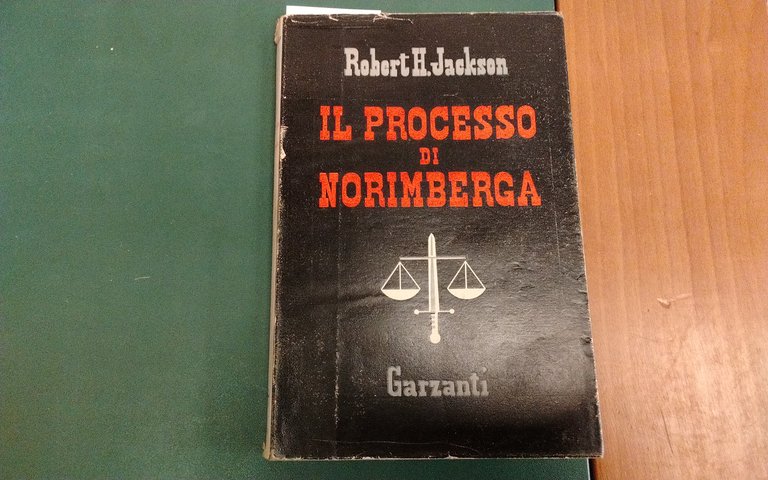 Robert H. Jackson
IL PROCESSO
DI
NORIMBERGA
Garzanti